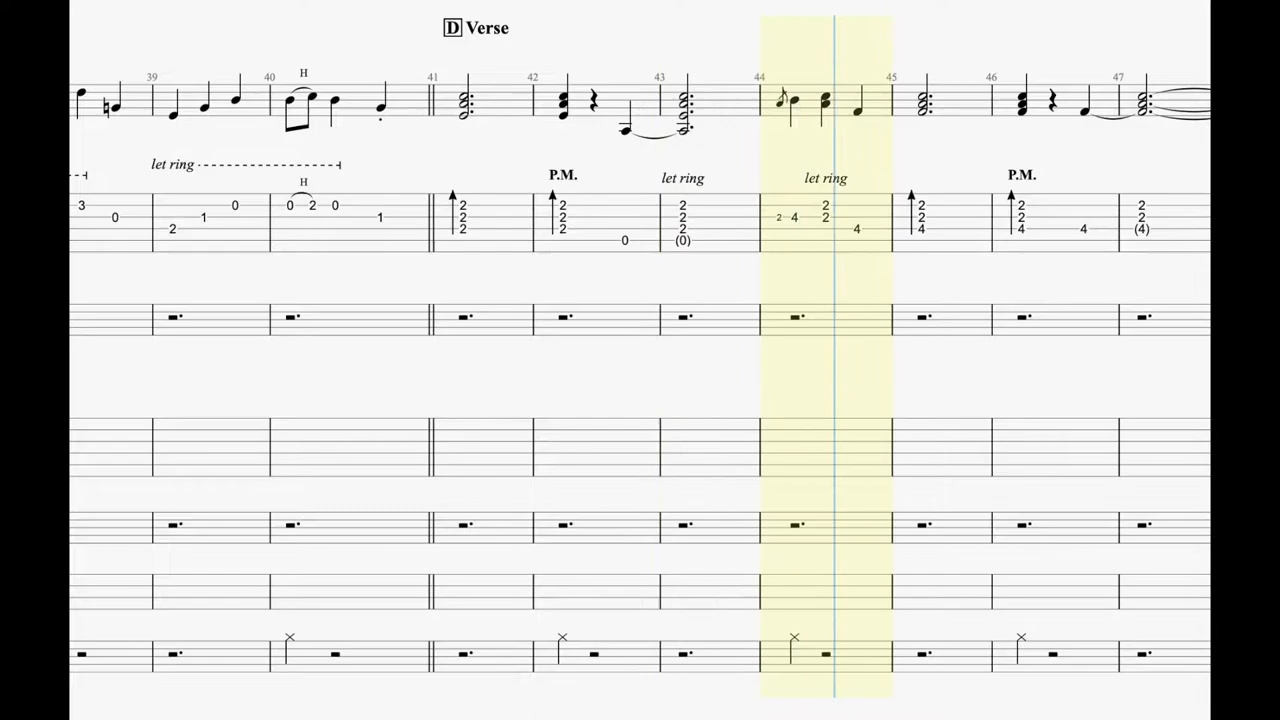 D Verse
39 40 41 42 43 44 45 46 47
H
let ring P.M. let ring let ring P.M.
H
3 0 0 2 0 2 2 2 2 2 2 2 2
0 1 1 2 2 2 2 4 2 2 2 2
2 2 2 2 4 4 4 4 (4)
0 (0)